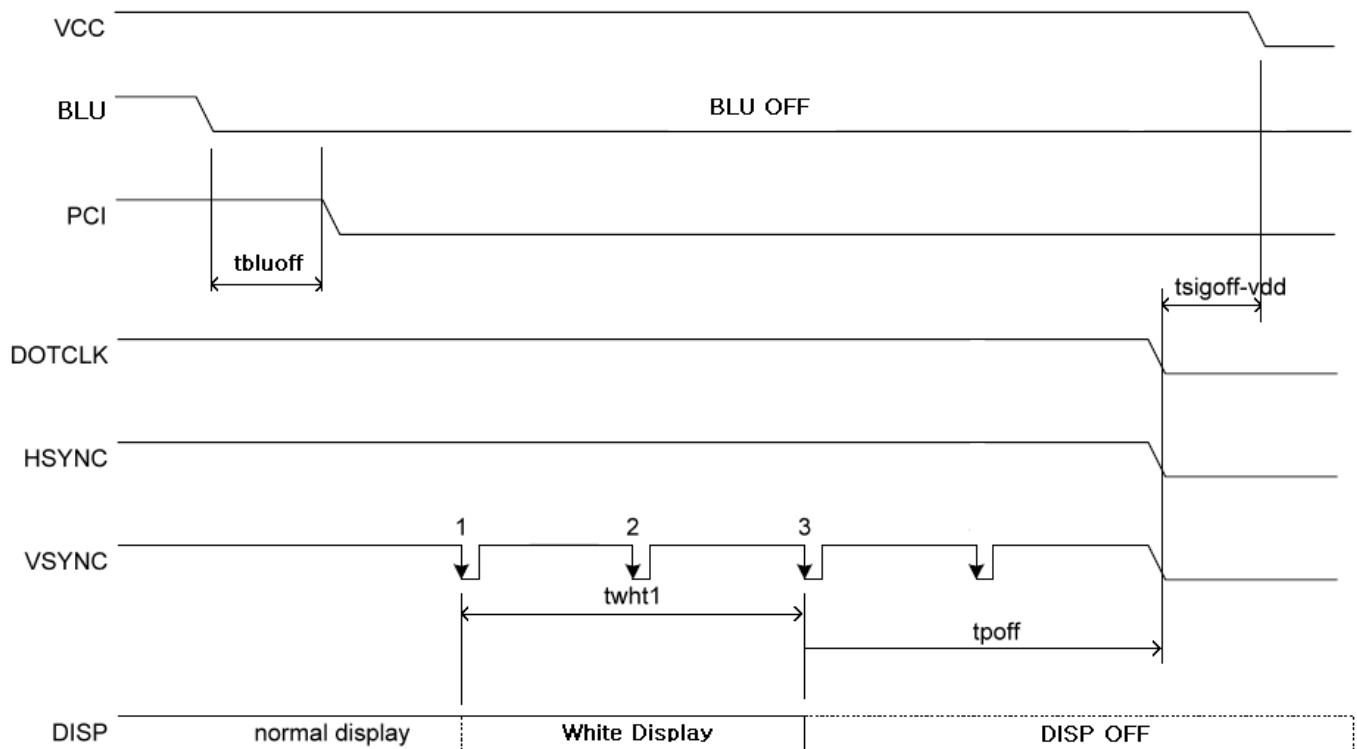 VCC
BLU
BLU OFF
PCI
tbluoff
tsigoff-vdd
DOTCLK
HSYNC
VSYNC
1
2
3
twht1
tpoff
DISP
normal display
White Display
DISP OFF